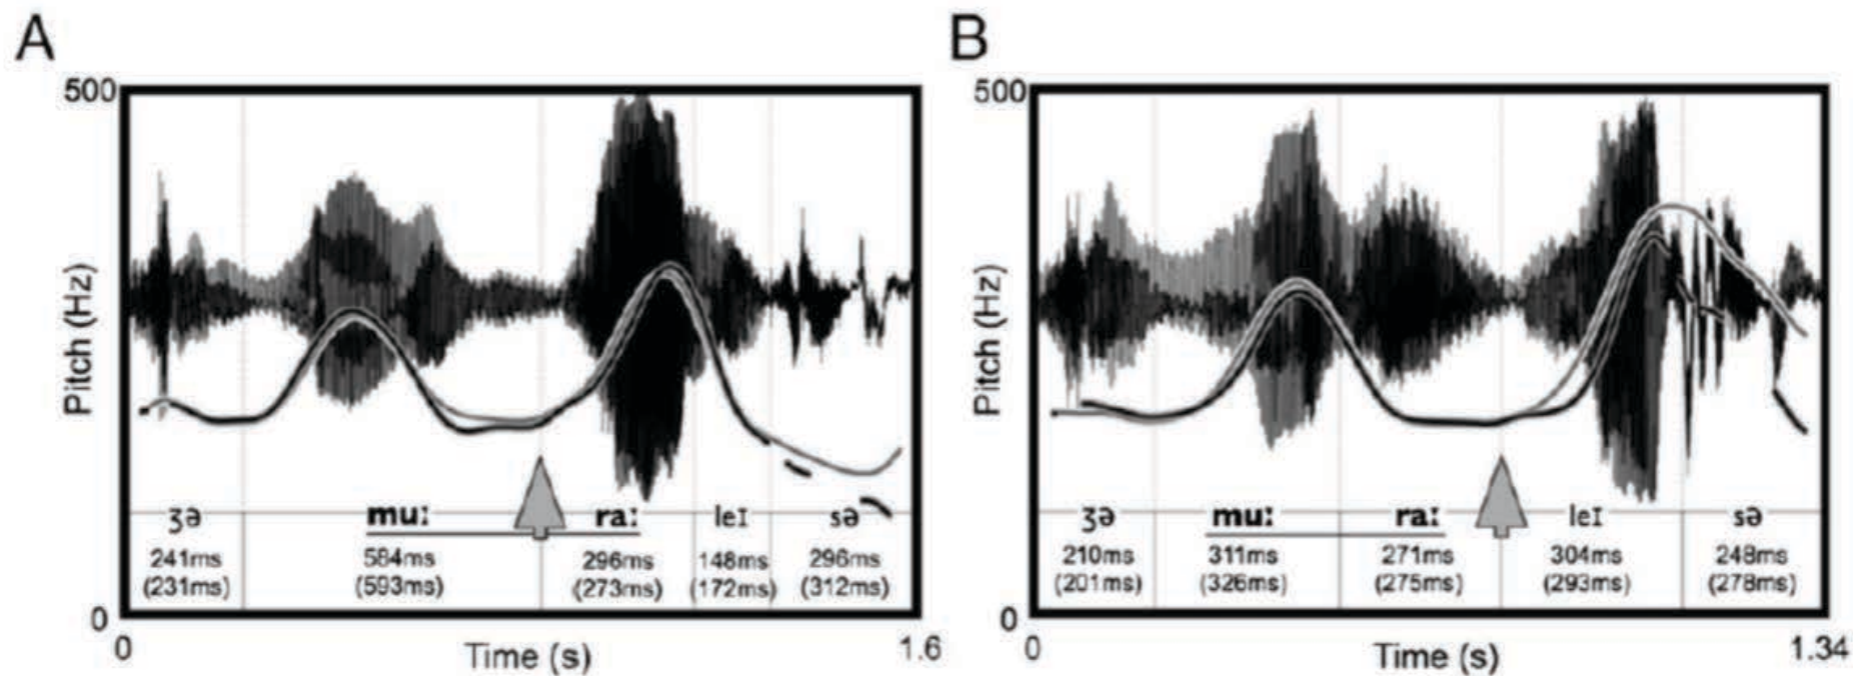 A
500
Pitch (Hz)
0
ʒə muː raː leɪ sə
241ms 584ms 296ms 148ms 296ms
(231ms) (593ms) (273ms) (172ms) (312ms)
0 Time (s) 1.6
B
500
Pitch (Hz)
0
ʒə muː raː leɪ sə
210ms 311ms 271ms 304ms 248ms
(201ms) (326ms) (275ms) (293ms) (278ms)
0 Time (s) 1.34